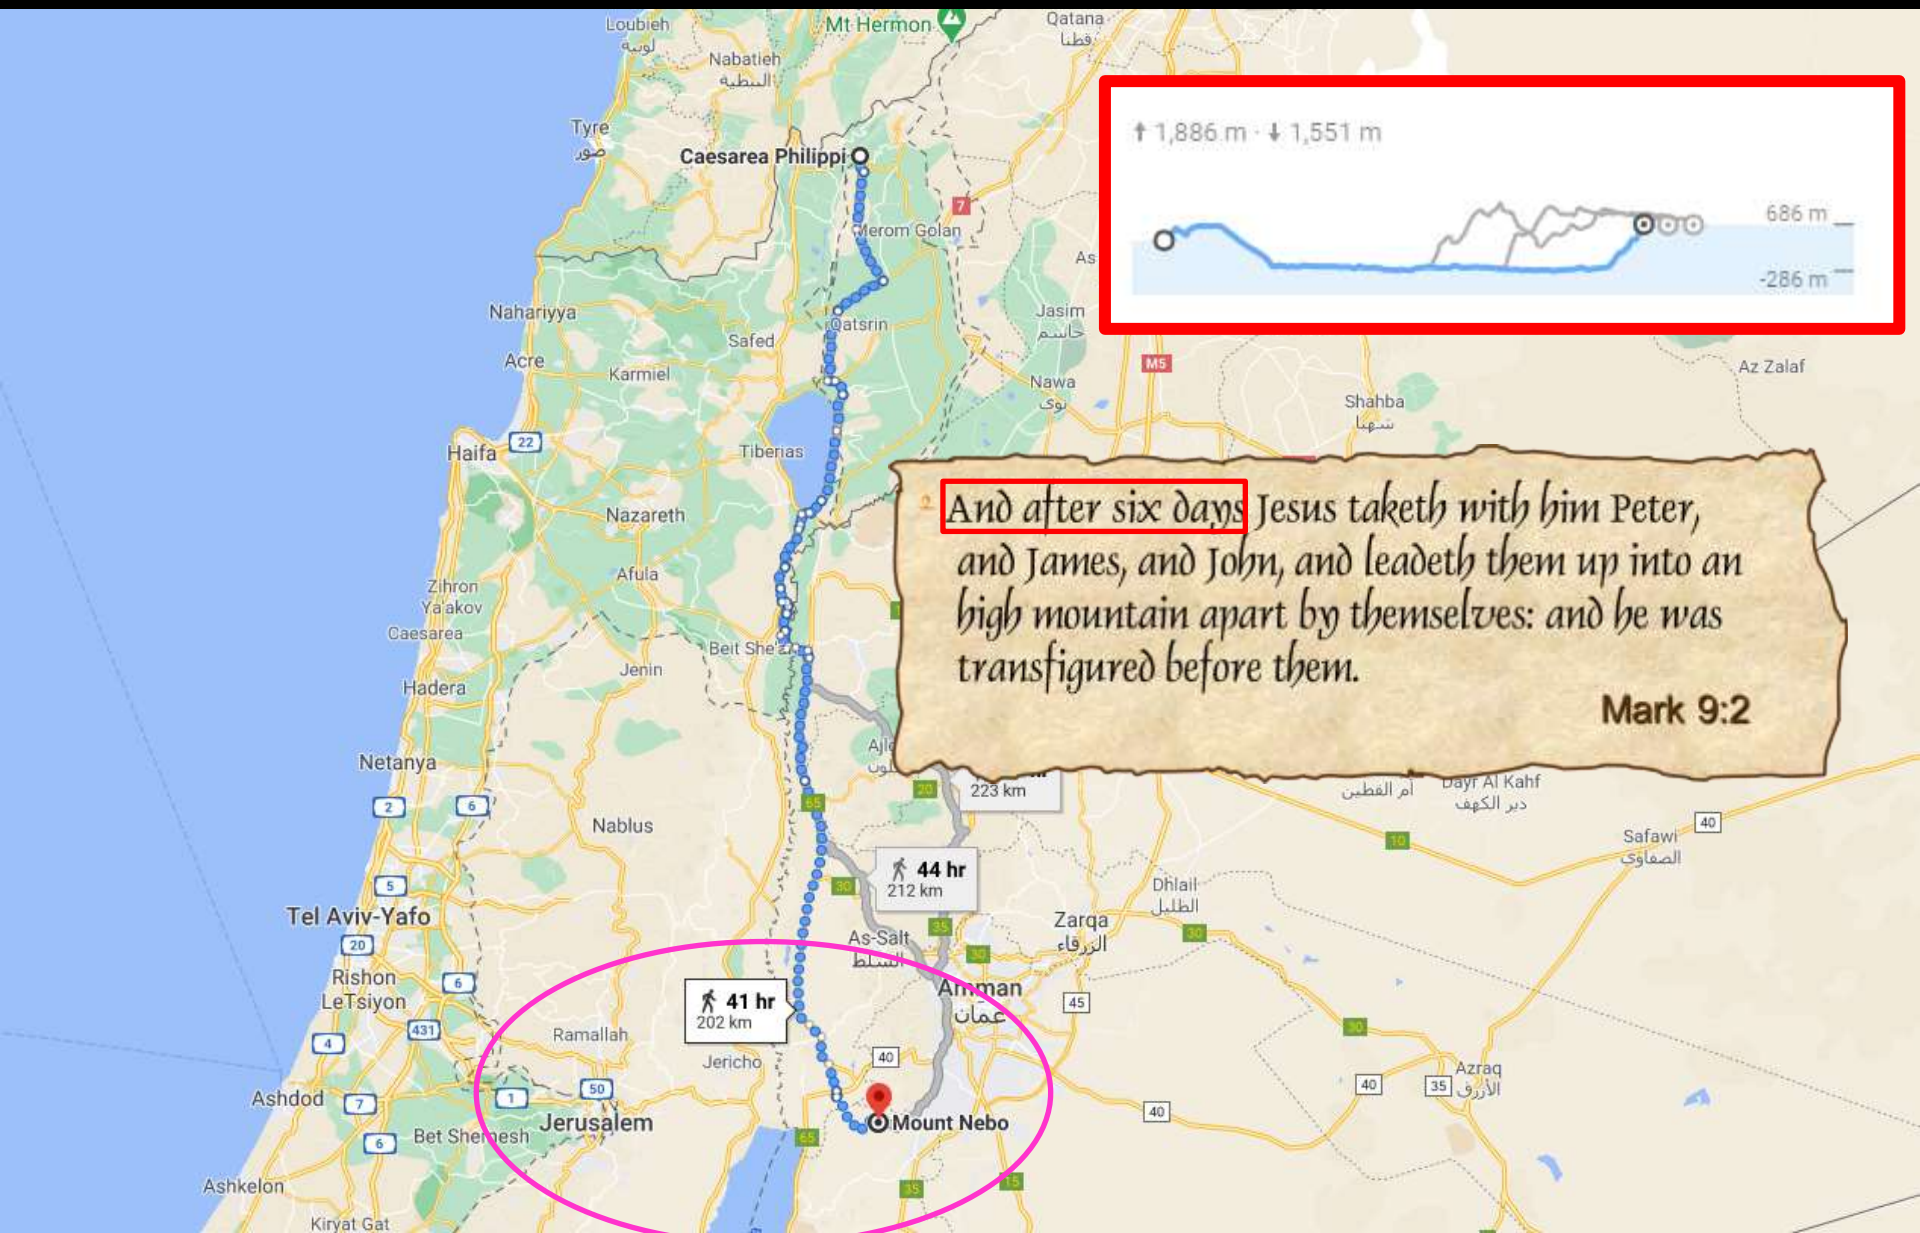 Loubieh
لوبية
Mt Hermon
Qatana
قطنا
Nabatieh
النبطية
Tyre
صور
Caesarea Philippi
7
Merom Golan
As
↑ 1,886 m · ↓ 1,551 m
686 m
-286 m
Nahariyya
Qatsrin
Jasim
جاسم
Safed
Acre
Karmiel
M5
Az Zalaf
Nawa
نوى
Shahba
شهبا
22
Haifa
Tiberias
2 And after six days Jesus taketh with him Peter,
and James, and John, and leadeth them up into an
high mountain apart by themselves: and he was
transfigured before them.
Mark 9:2
Nazareth
Afula
Zihron
Ya'akov
Caesarea
Beit She'an
Jenin
Hadera
Netanya
2
6
65
20
223 km
أم القطين
Dayr Al Kahf
دير الكهف
Nablus
40
Safawi
الصفاوي
10
44 hr
212 km
5
30
Dhlail
الظليل
Tel Aviv-Yafo
20
Zarqa
الزرقاء
35
30
As-Salt
السلط
30
Rishon
LeTsiyon
6
Amman
عمان
41 hr
202 km
45
431
4
Ramallah
30
Jericho
40
Azraq
الأزرق
40
35
Ashdod
7
1
50
40
Jerusalem
Mount Nebo
6
Bet Shemesh
65
Ashkelon
35
15
Kiryat Gat